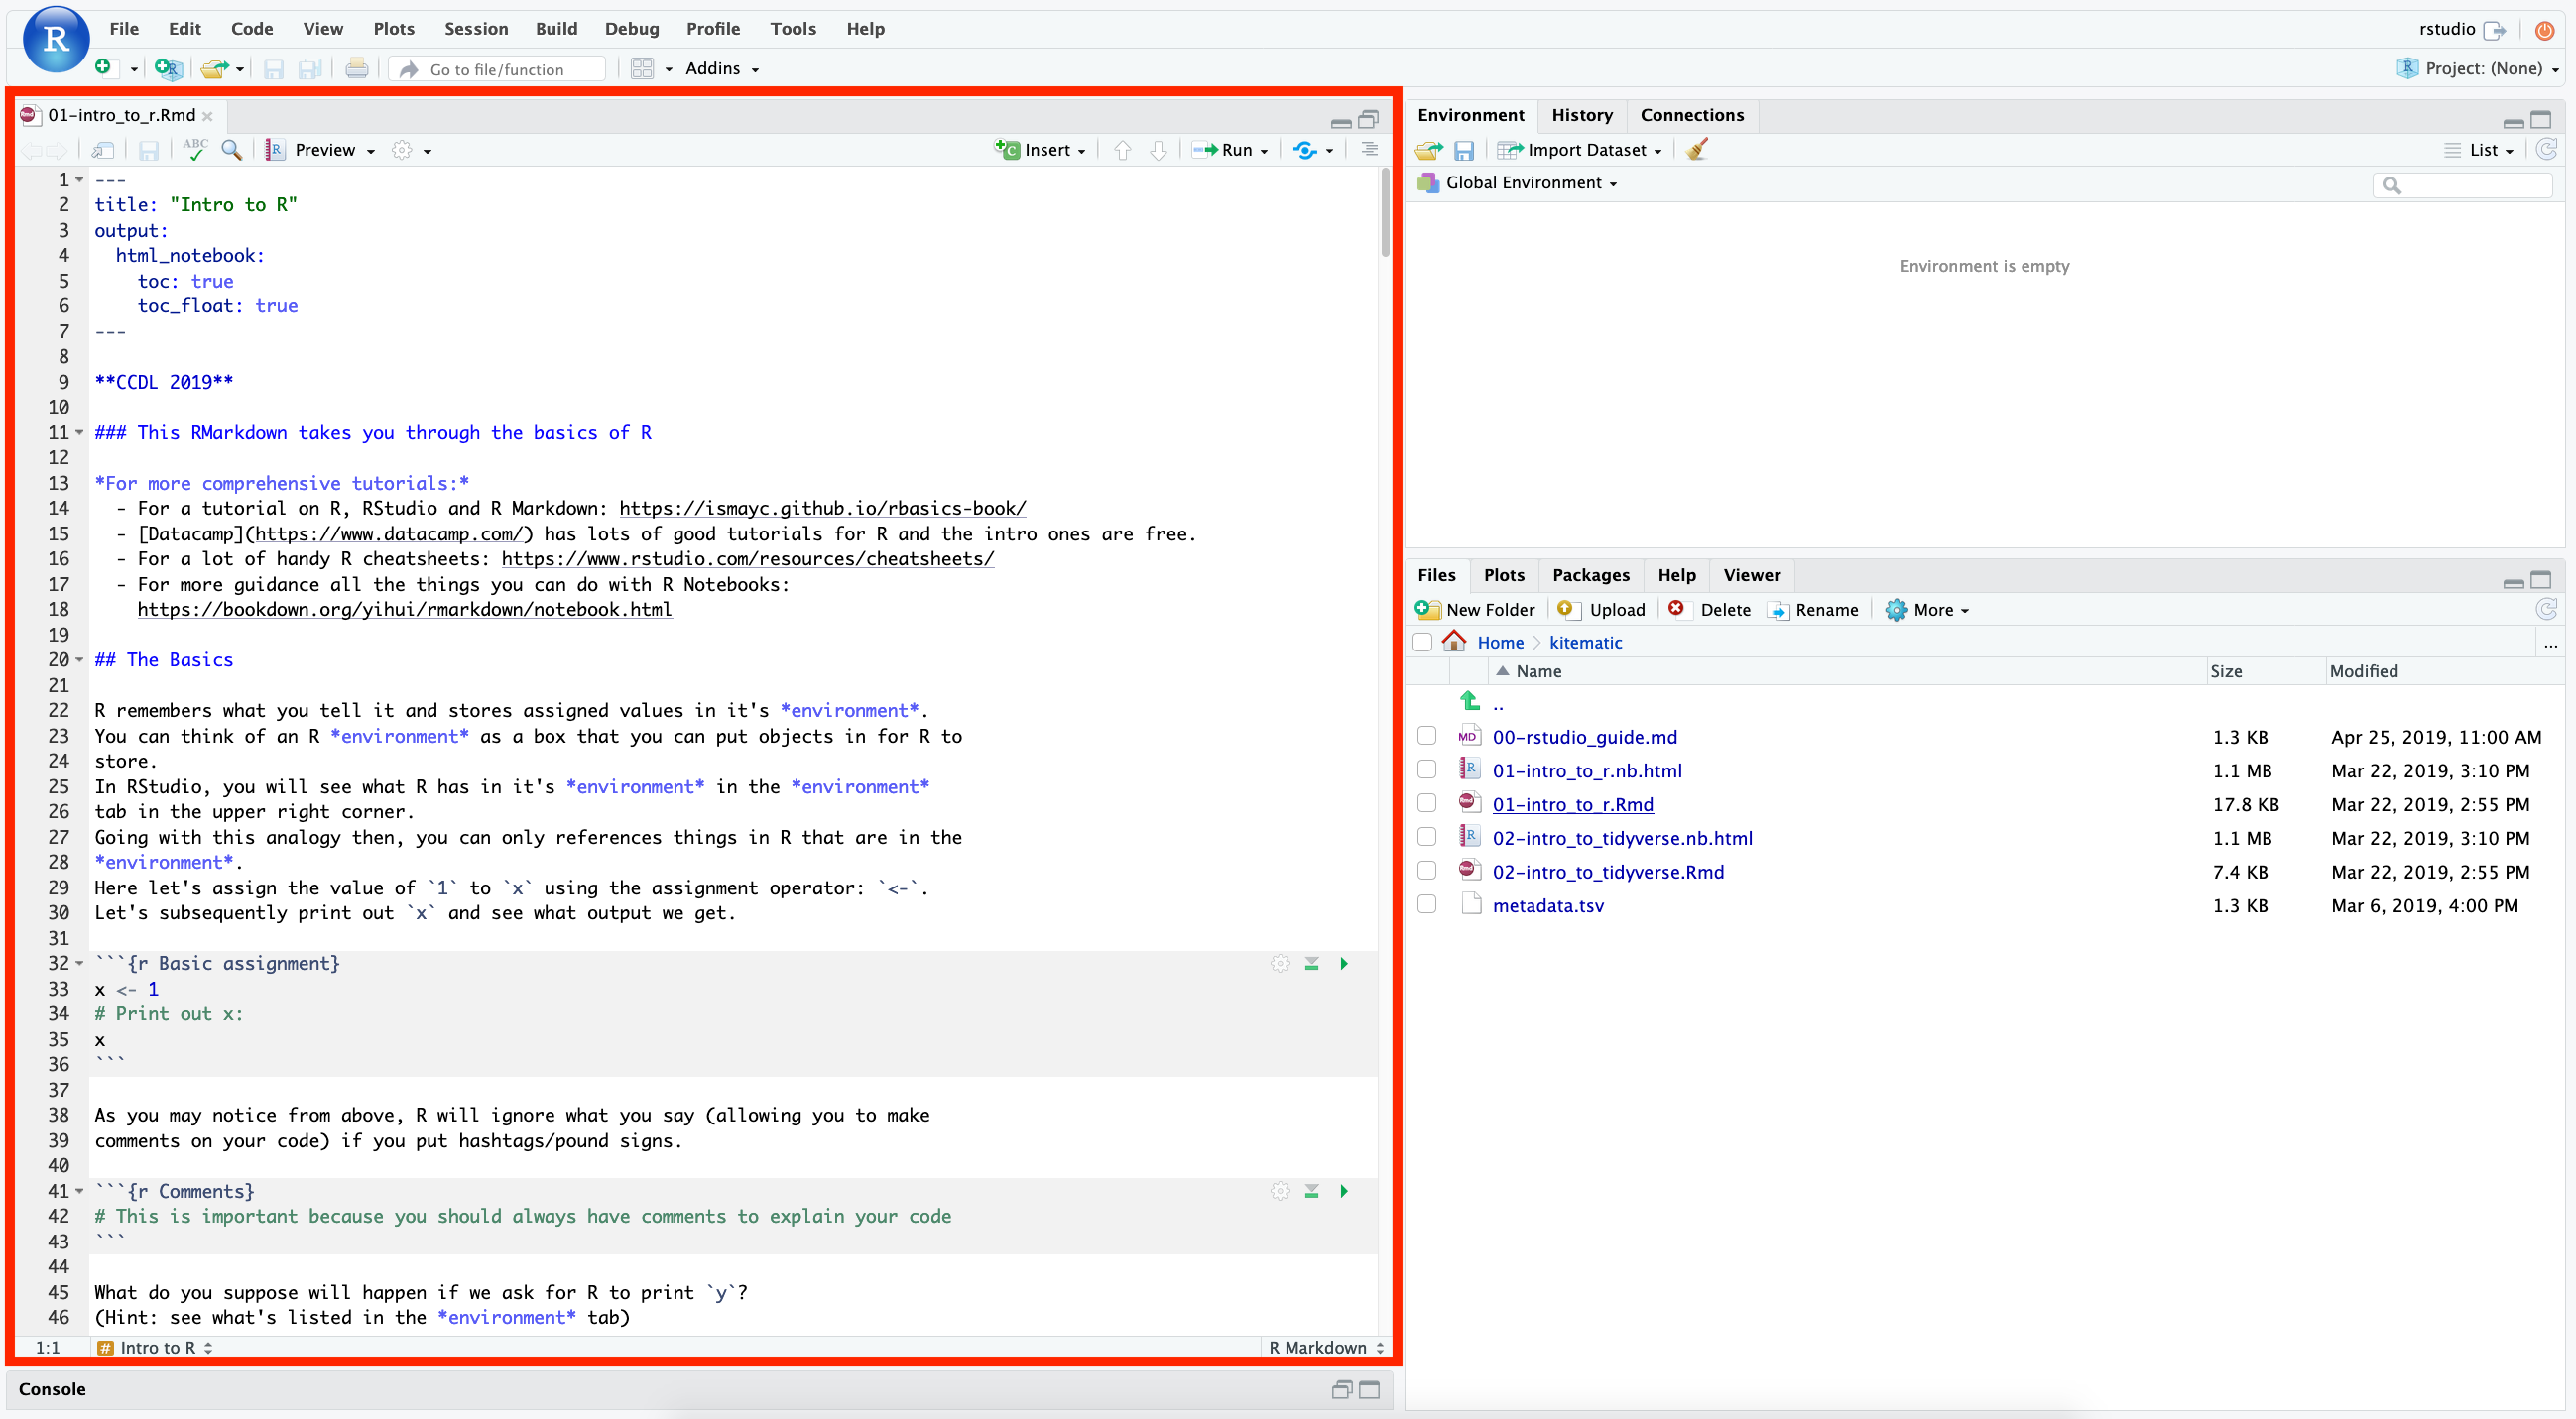 R
File Edit Code View Plots Session Build Debug Profile Tools Help
rstudio
Go to file/function
Addins
Project: (None)
01-intro_to_r.Rmd
ABC
Preview
Insert
Run
1 ---
2 title: "Intro to R"
3 output:
4   html_notebook:
5     toc: true
6     toc_float: true
7 ---
8
9 **CCDL 2019**
10
11 ### This RMarkdown takes you through the basics of R
12
13 *For more comprehensive tutorials:*
14   - For a tutorial on R, RStudio and R Markdown: https://ismayc.github.io/rbasics-book/
15   - [Datacamp](https://www.datacamp.com/) has lots of good tutorials for R and the intro ones are free.
16   - For a lot of handy R cheatsheets: https://www.rstudio.com/resources/cheatsheets/
17   - For more guidance all the things you can do with R Notebooks:
18     https://bookdown.org/yihui/rmarkdown/notebook.html
19
20 ## The Basics
21
22 R remembers what you tell it and stores assigned values in it's *environment*.
23 You can think of an R *environment* as a box that you can put objects in for R to
24 store.
25 In RStudio, you will see what R has in it's *environment* in the *environment*
26 tab in the upper right corner.
27 Going with this analogy then, you can only references things in R that are in the
28 *environment*.
29 Here let's assign the value of `1` to `x` using the assignment operator: `<-`.
30 Let's subsequently print out `x` and see what output we get.
31
32 ```{r Basic assignment}
33 x <- 1
34 # Print out x:
35 x
36 ```
37
38 As you may notice from above, R will ignore what you say (allowing you to make
39 comments on your code) if you put hashtags/pound signs.
40
41 ```{r Comments}
42 # This is important because you should always have comments to explain your code
43 ```
44
45 What do you suppose will happen if we ask for R to print `y`?
46 (Hint: see what's listed in the *environment* tab)
1:1 # Intro to R R Markdown
Console
Environment History Connections
Import Dataset List
Global Environment
Environment is empty
Files Plots Packages Help Viewer
New Folder Upload Delete Rename More
Home kitematic ...
Name Size Modified
..
00-rstudio_guide.md 1.3 KB Apr 25, 2019, 11:00 AM
01-intro_to_r.nb.html 1.1 MB Mar 22, 2019, 3:10 PM
01-intro_to_r.Rmd 17.8 KB Mar 22, 2019, 2:55 PM
02-intro_to_tidyverse.nb.html 1.1 MB Mar 22, 2019, 3:10 PM
02-intro_to_tidyverse.Rmd 7.4 KB Mar 22, 2019, 2:55 PM
metadata.tsv 1.3 KB Mar 6, 2019, 4:00 PM